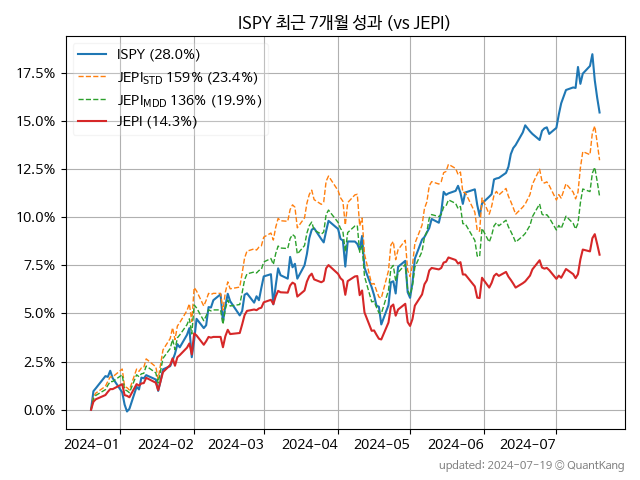 ISPY 최근 7개월 성과 (vs JEPI)
ISPY (28.0%)
JEPI_STD 159% (23.4%)
JEPI_MDD 136% (19.9%)
JEPI (14.3%)
17.5%
15.0%
12.5%
10.0%
7.5%
5.0%
2.5%
0.0%
2024-01 2024-02 2024-03 2024-04 2024-05 2024-06 2024-07
updated: 2024-07-19 © QuantKang